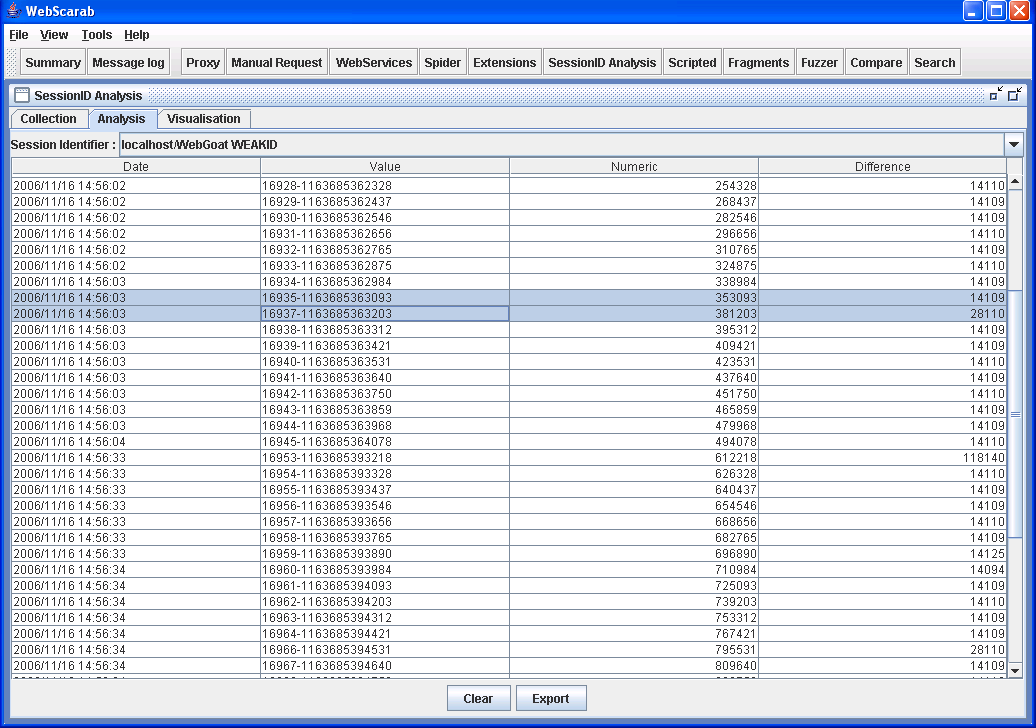 WebScarab
File View Tools Help
Summary Message log Proxy Manual Request WebServices Spider Extensions SessionID Analysis Scripted Fragments Fuzzer Compare Search
SessionID Analysis
Collection Analysis Visualisation
Session Identifier : localhost/WebGoat WEAKID
Date Value Numeric Difference
2006/11/16 14:56:02 16928-1163685362328 254328 14110
2006/11/16 14:56:02 16929-1163685362437 268437 14109
2006/11/16 14:56:02 16930-1163685362546 282546 14109
2006/11/16 14:56:02 16931-1163685362656 296656 14110
2006/11/16 14:56:02 16932-1163685362765 310765 14109
2006/11/16 14:56:02 16933-1163685362875 324875 14110
2006/11/16 14:56:03 16934-1163685362984 338984 14109
2006/11/16 14:56:03 16935-1163685363093 353093 14109
2006/11/16 14:56:03 16937-1163685363203 381203 28110
2006/11/16 14:56:03 16938-1163685363312 395312 14109
2006/11/16 14:56:03 16939-1163685363421 409421 14109
2006/11/16 14:56:03 16940-1163685363531 423531 14110
2006/11/16 14:56:03 16941-1163685363640 437640 14109
2006/11/16 14:56:03 16942-1163685363750 451750 14110
2006/11/16 14:56:03 16943-1163685363859 465859 14109
2006/11/16 14:56:03 16944-1163685363968 479968 14109
2006/11/16 14:56:04 16945-1163685364078 494078 14110
2006/11/16 14:56:33 16953-1163685393218 612218 118140
2006/11/16 14:56:33 16954-1163685393328 626328 14110
2006/11/16 14:56:33 16955-1163685393437 640437 14109
2006/11/16 14:56:33 16956-1163685393546 654546 14109
2006/11/16 14:56:33 16957-1163685393656 668656 14110
2006/11/16 14:56:33 16958-1163685393765 682765 14109
2006/11/16 14:56:33 16959-1163685393890 696890 14125
2006/11/16 14:56:34 16960-1163685393984 710984 14094
2006/11/16 14:56:34 16961-1163685394093 725093 14109
2006/11/16 14:56:34 16962-1163685394203 739203 14110
2006/11/16 14:56:34 16963-1163685394312 753312 14109
2006/11/16 14:56:34 16964-1163685394421 767421 14109
2006/11/16 14:56:34 16966-1163685394531 795531 28110
2006/11/16 14:56:34 16967-1163685394640 809640 14109
Clear Export